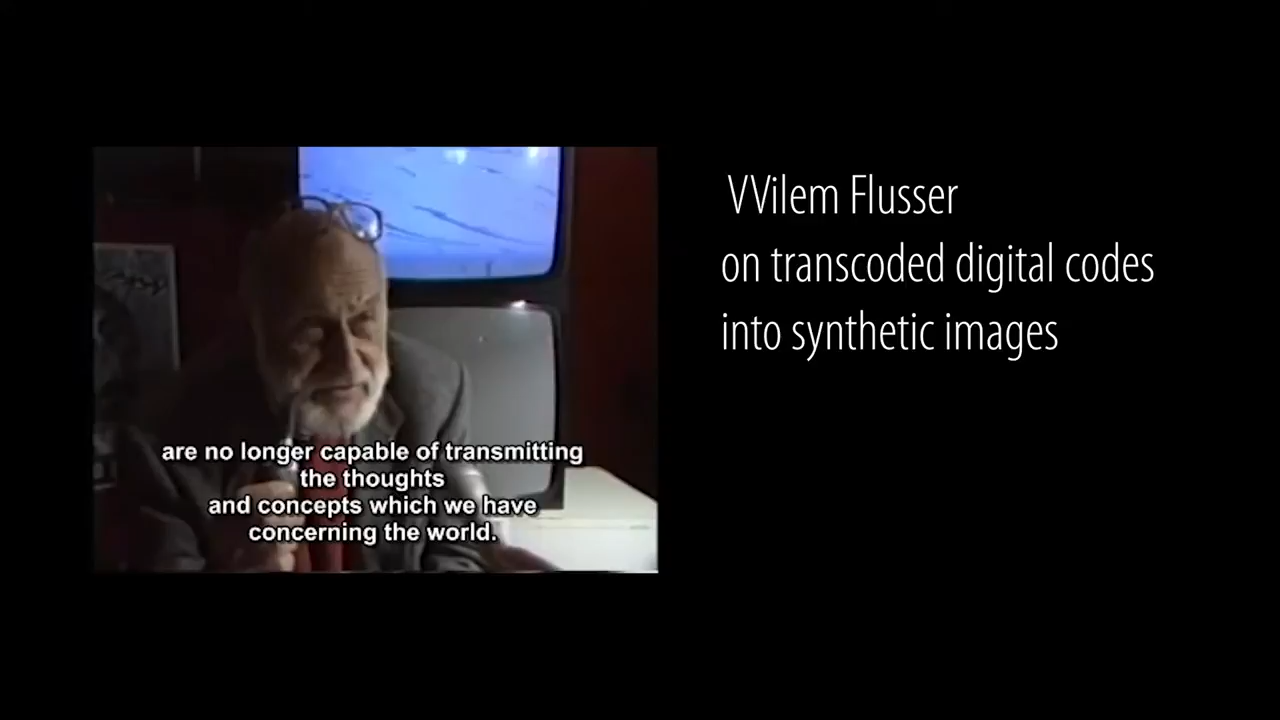 VVilem Flusser
on transcoded digital codes
into synthetic images
are no longer capable of transmitting
the thoughts
and concepts which we have
concerning the world.